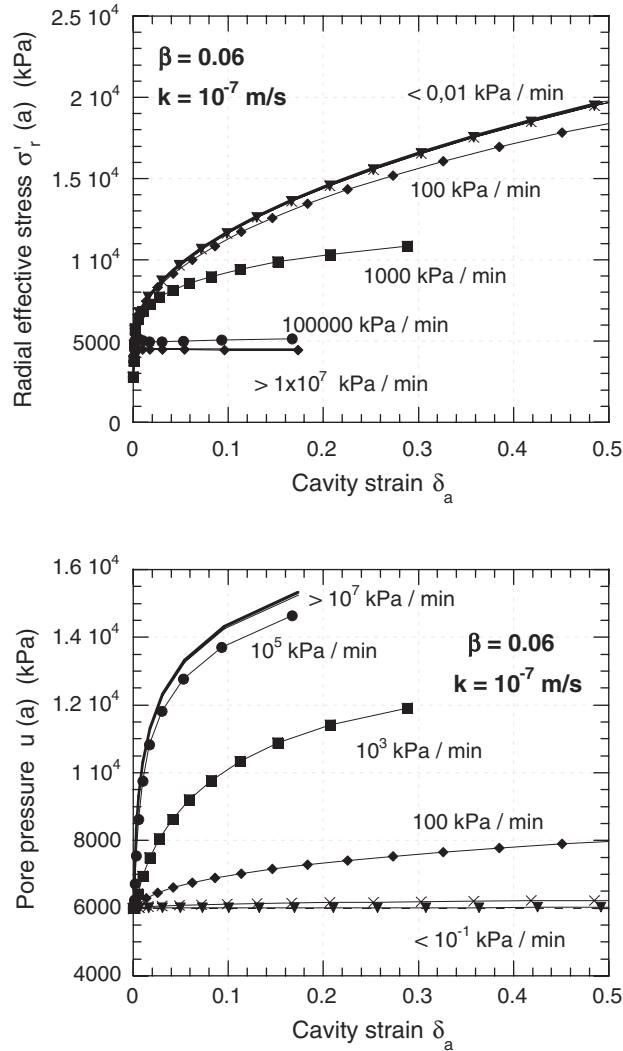 2.5 10⁴
2 10⁴
1.5 10⁴
1 10⁴
5000
0
Radial effective stress σ'r (a) (kPa)
β = 0.06
k = 10⁻⁷ m/s
< 0,01 kPa / min
100 kPa / min
1000 kPa / min
100000 kPa / min
> 1x10⁷ kPa / min
0 0.1 0.2 0.3 0.4 0.5
Cavity strain δa
1.6 10⁴
1.4 10⁴
1.2 10⁴
1 10⁴
8000
6000
4000
Pore pressure u (a) (kPa)
> 10⁷ kPa / min
10⁵ kPa / min
β = 0.06
k = 10⁻⁷ m/s
10³ kPa / min
100 kPa / min
< 10⁻¹ kPa / min
0 0.1 0.2 0.3 0.4 0.5
Cavity strain δa